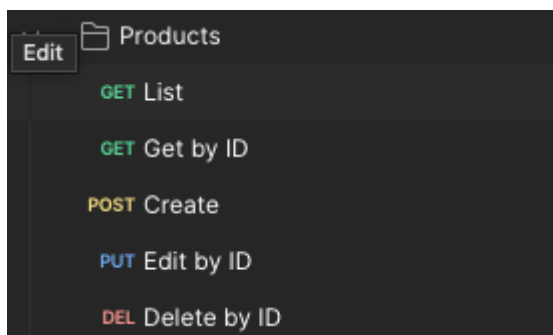 Products
Edit
GET List
GET Get by ID
POST Create
PUT Edit by ID
DEL Delete by ID